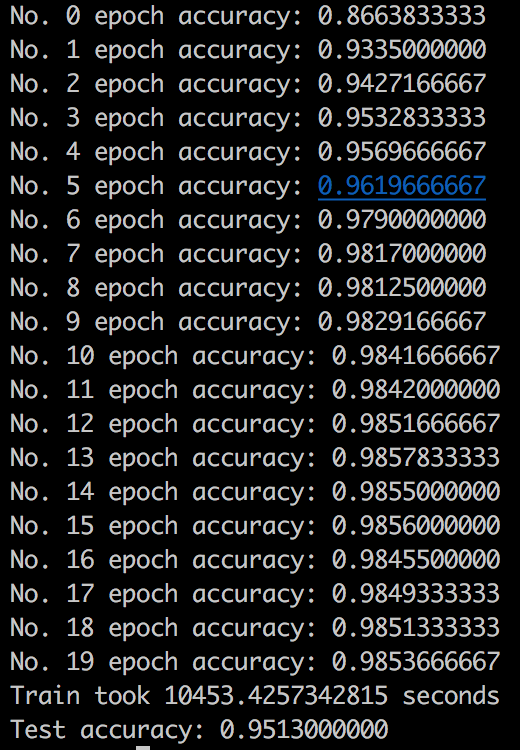 No. 0 epoch accuracy: 0.8663833333
No. 1 epoch accuracy: 0.9335000000
No. 2 epoch accuracy: 0.9427166667
No. 3 epoch accuracy: 0.9532833333
No. 4 epoch accuracy: 0.9569666667
No. 5 epoch accuracy: 0.9619666667
No. 6 epoch accuracy: 0.9790000000
No. 7 epoch accuracy: 0.9817000000
No. 8 epoch accuracy: 0.9812500000
No. 9 epoch accuracy: 0.9829166667
No. 10 epoch accuracy: 0.9841666667
No. 11 epoch accuracy: 0.9842000000
No. 12 epoch accuracy: 0.9851666667
No. 13 epoch accuracy: 0.9857833333
No. 14 epoch accuracy: 0.9855000000
No. 15 epoch accuracy: 0.9856000000
No. 16 epoch accuracy: 0.9845500000
No. 17 epoch accuracy: 0.9849333333
No. 18 epoch accuracy: 0.9851333333
No. 19 epoch accuracy: 0.9853666667
Train took 10453.4257342815 seconds
Test accuracy: 0.9513000000